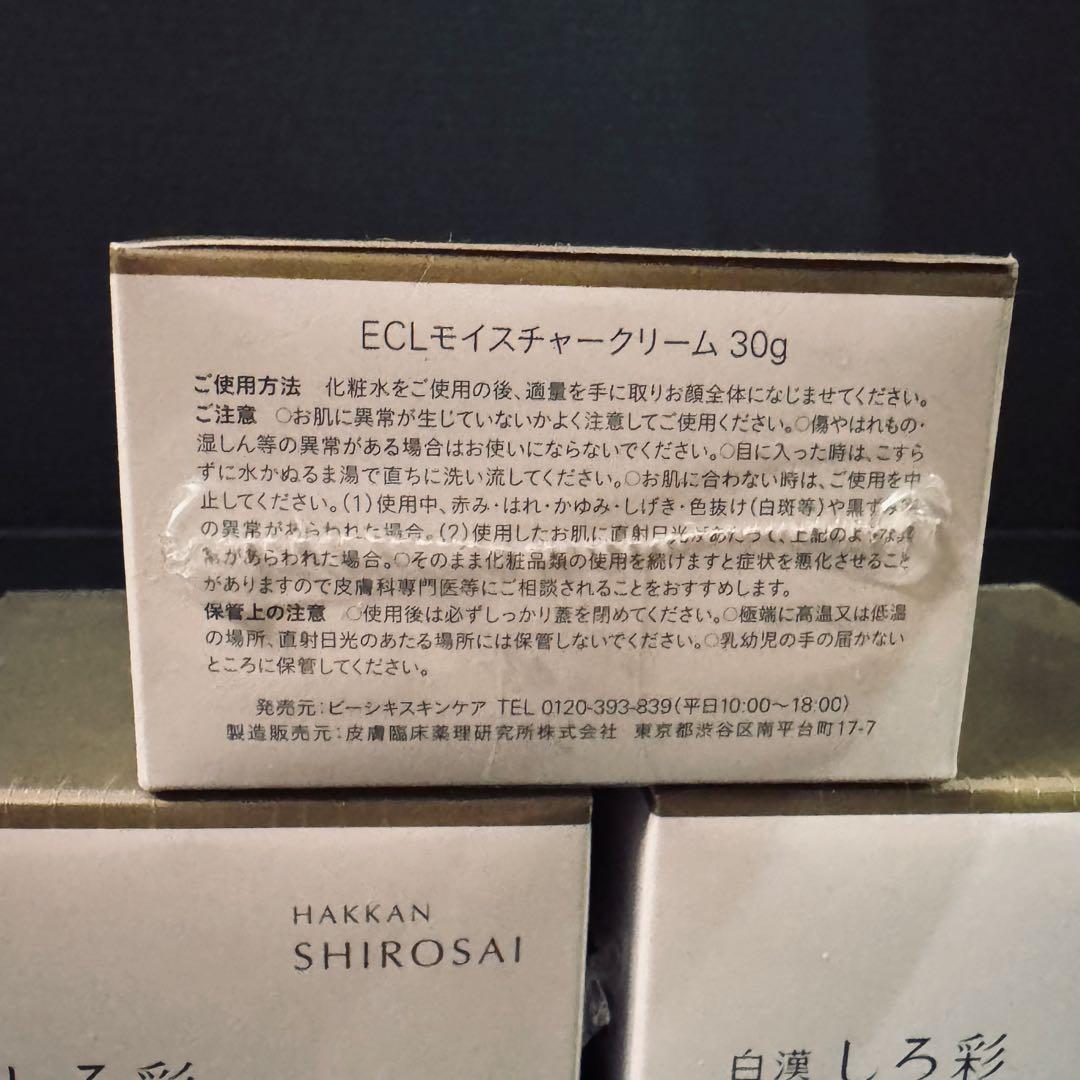 ECLモイスチャークリーム 30g
ご使用方法 化粧水をご使用の後、適量を手に取りお顔全体になじませてください。
ご注意 ○お肌に異常が生じていないかよく注意してご使用ください。○傷やはれもの・
湿しん等の異常がある場合はお使いにならないでください。○目に入った時は、こすら
ずに水かぬるま湯で直ちに洗い流してください。○お肌に合わない時は、ご使用を中
止してください。(1)使用中、赤み・はれ・かゆみ・しげき・色抜け(白斑等)や黒ずみ等
の異常があらわれた場合。(2)使用したお肌に直射日光があたって、上記のような異
常があらわれた場合。○そのまま化粧品類の使用を続けますと症状を悪化させること
がありますので皮膚科専門医等にご相談されることをおすすめします。
保管上の注意 ○使用後は必ずしっかり蓋を閉めてください。○極端に高温又は低温
の場所、直射日光のあたる場所には保管しないでください。○乳幼児の手の届かない
ところに保管してください。
発売元:ビーシキスキンケア TEL 0120-393-839(平日10:00〜18:00)
製造販売元:皮膚臨床薬理研究所株式会社 東京都渋谷区南平台町17-7
HAKKAN
SHIROSAI
しろ彩
白漢 しろ彩